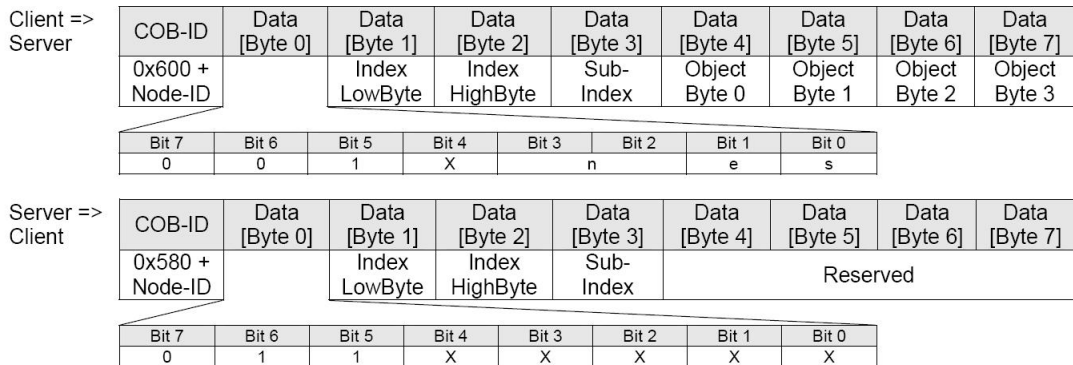 Client => Server
COB-ID Data [Byte 0] Data [Byte 1] Data [Byte 2] Data [Byte 3] Data [Byte 4] Data [Byte 5] Data [Byte 6] Data [Byte 7]
0x600 + Node-ID Index LowByte Index HighByte Sub-Index Object Byte 0 Object Byte 1 Object Byte 2 Object Byte 3
Bit 7 Bit 6 Bit 5 Bit 4 Bit 3 Bit 2 Bit 1 Bit 0
0 0 1 X n e s
Server => Client
COB-ID Data [Byte 0] Data [Byte 1] Data [Byte 2] Data [Byte 3] Data [Byte 4] Data [Byte 5] Data [Byte 6] Data [Byte 7]
0x580 + Node-ID Index LowByte Index HighByte Sub-Index Reserved
Bit 7 Bit 6 Bit 5 Bit 4 Bit 3 Bit 2 Bit 1 Bit 0
0 1 1 X X X X X